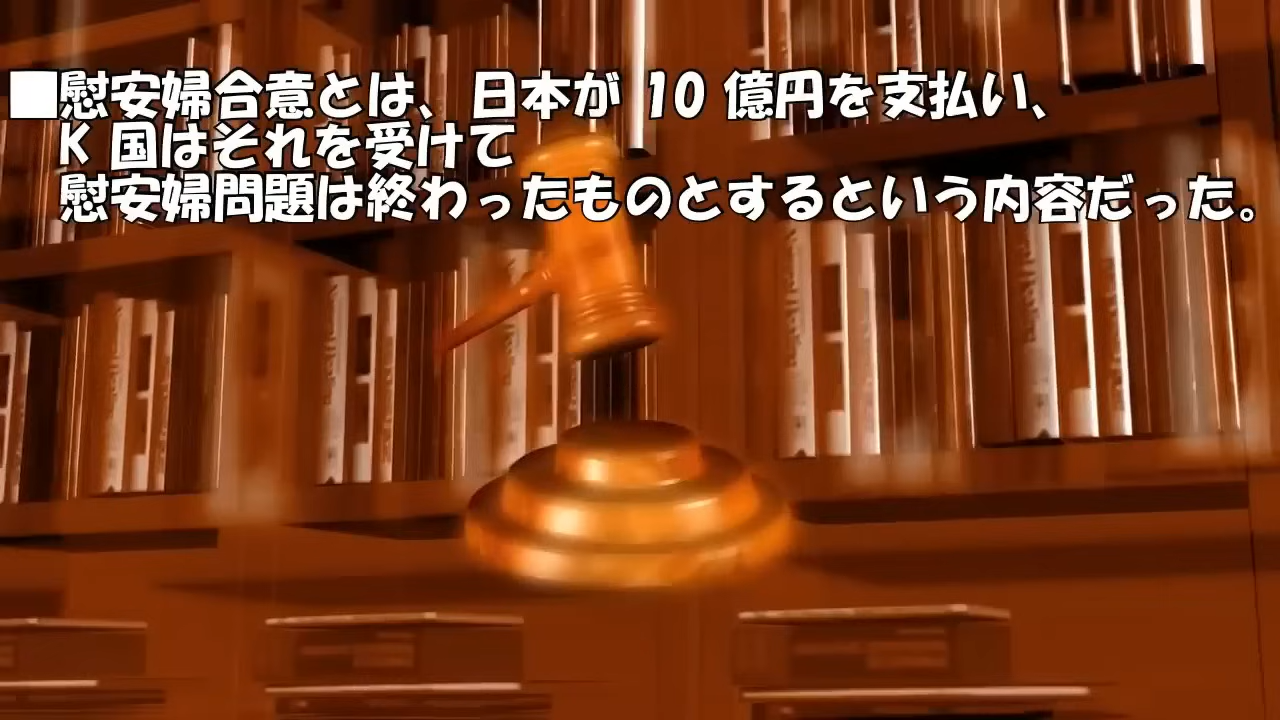 ■慰安婦合意とは、日本が 10 億円を支払い、
K 国はそれを受けて
慰安婦問題は終わったものとするという内容だった。